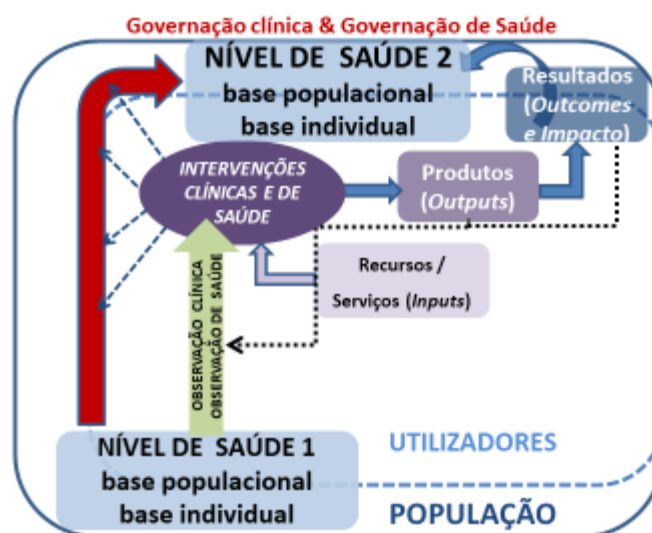 Governação clínica & Governação de Saúde
NÍVEL DE SAÚDE 2
base populacional
base individual
Resultados
(Outcomes
e Impacto)
INTERVENÇÕES
CLÍNICAS E DE
SAÚDE
Produtos
(Outputs)
Recursos /
Serviços (Inputs)
OBSERVAÇÃO CLÍNICA
OBSERVAÇÃO DE SAÚDE
NÍVEL DE SAÚDE 1
base populacional
base individual
UTILIZADORES
POPULAÇÃO